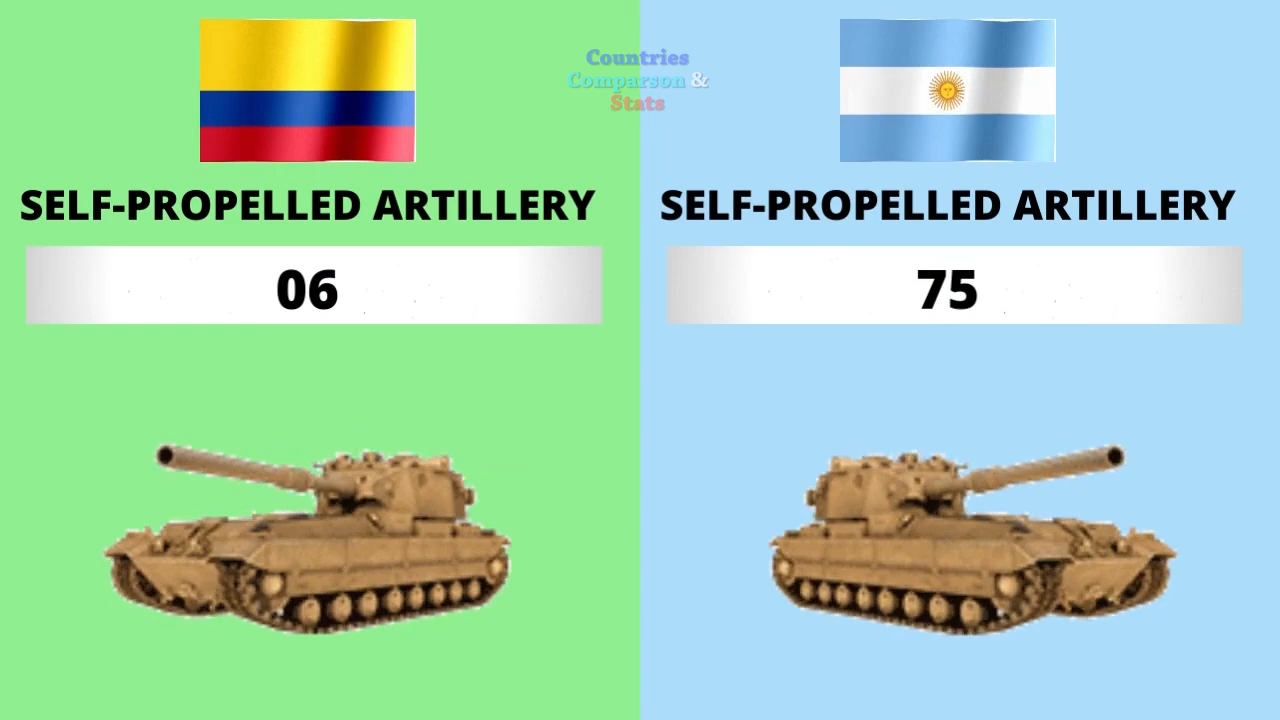 Countries
Comparson &
Stats
SELF-PROPELLED ARTILLERY
06
SELF-PROPELLED ARTILLERY
75